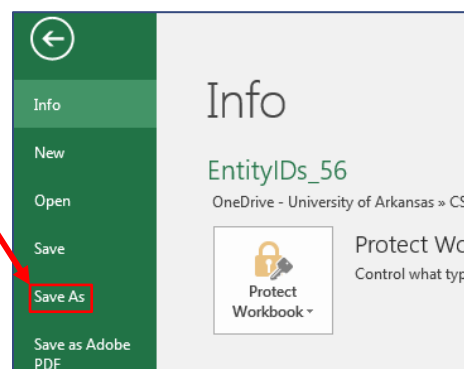 Info
New
Open
Save
Save As
Save as Adobe
PDF
Info
EntityIDs_56
OneDrive - University of Arkansas » CS
Protect Wo
Control what typ
Protect
Workbook